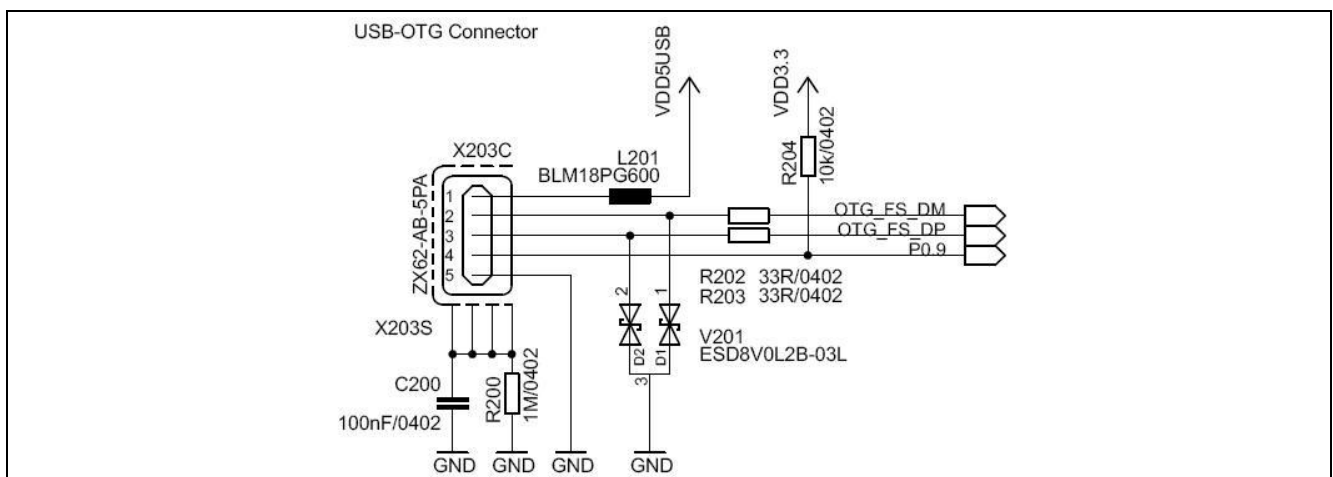 USB-OTG Connector
VDD5USB
VDD3.3
X203C
L201
BLM18PG600
R204
10k/0402
ZX62-AB-5PA
1
2
3
4
5
OTG_FS_DM
OTG_FS_DP
P0.9
R202 33R/0402
R203 33R/0402
2
1
X203S
V201
ESD8V0L2B-03L
D2
D1
3
C200
100nF/0402
R200
1M/0402
GND
GND
GND
GND